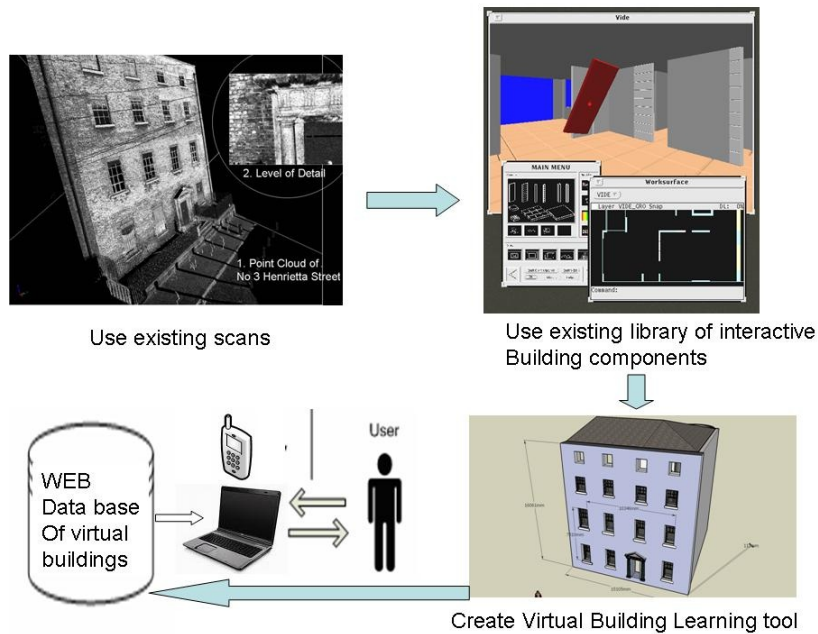 Vide
2. Level of Detail
1. Point Cloud of
No 3 Henrietta Street
MAIN MENU
Worksurface
VIDE
Layer VIDE_GRO Snap
Command:
Use existing scans
Use existing library of interactive
Building components
WEB
Data base
Of virtual
buildings
User
Create Virtual Building Learning tool